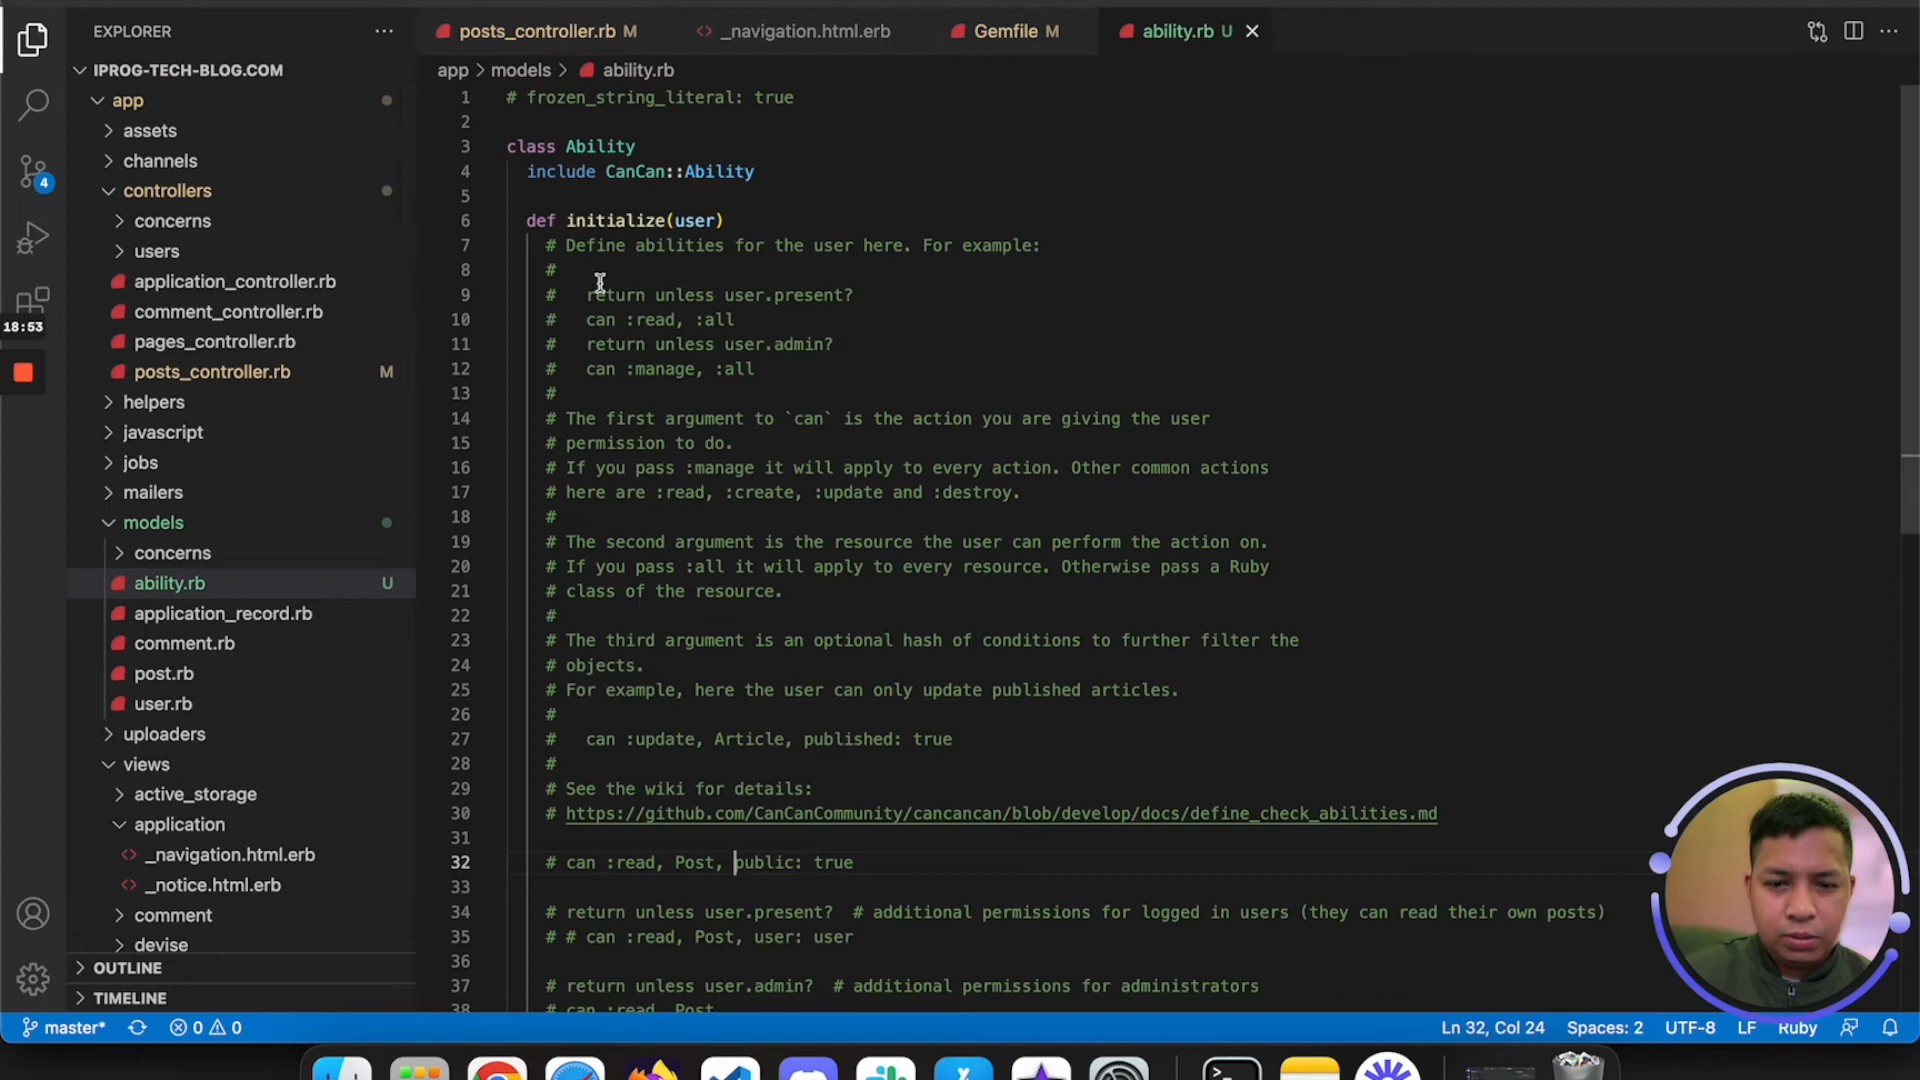 EXPLORER
posts_controller.rb M
_navigation.html.erb
Gemfile M
ability.rb U
IPROG-TECH-BLOG.COM
app
assets
channels
controllers
concerns
users
application_controller.rb
comment_controller.rb
pages_controller.rb
posts_controller.rb M
helpers
javascript
jobs
mailers
models
concerns
ability.rb U
application_record.rb
comment.rb
post.rb
user.rb
uploaders
views
active_storage
application
_navigation.html.erb
_notice.html.erb
comment
devise
OUTLINE
TIMELINE
4
18:53
app > models > ability.rb
1 # frozen_string_literal: true
2
3 class Ability
4 include CanCan::Ability
5
6 def initialize(user)
7 # Define abilities for the user here. For example:
8 #
9 # return unless user.present?
10 # can :read, :all
11 # return unless user.admin?
12 # can :manage, :all
13 #
14 # The first argument to `can` is the action you are giving the user
15 # permission to do.
16 # If you pass :manage it will apply to every action. Other common actions
17 # here are :read, :create, :update and :destroy.
18 #
19 # The second argument is the resource the user can perform the action on.
20 # If you pass :all it will apply to every resource. Otherwise pass a Ruby
21 # class of the resource.
22 #
23 # The third argument is an optional hash of conditions to further filter the
24 # objects.
25 # For example, here the user can only update published articles.
26 #
27 # can :update, Article, published: true
28 #
29 # See the wiki for details:
30 # https://github.com/CanCanCommunity/cancancan/blob/develop/docs/define_check_abilities.md
31
32 # can :read, Post, public: true
33
34 # return unless user.present? # additional permissions for logged in users (they can read their own posts)
35 # # can :read, Post, user: user
36
37 # return unless user.admin? # additional permissions for administrators
38 # can :read, Post
master* 0 0
Ln 32, Col 24 Spaces: 2 UTF-8 LF Ruby